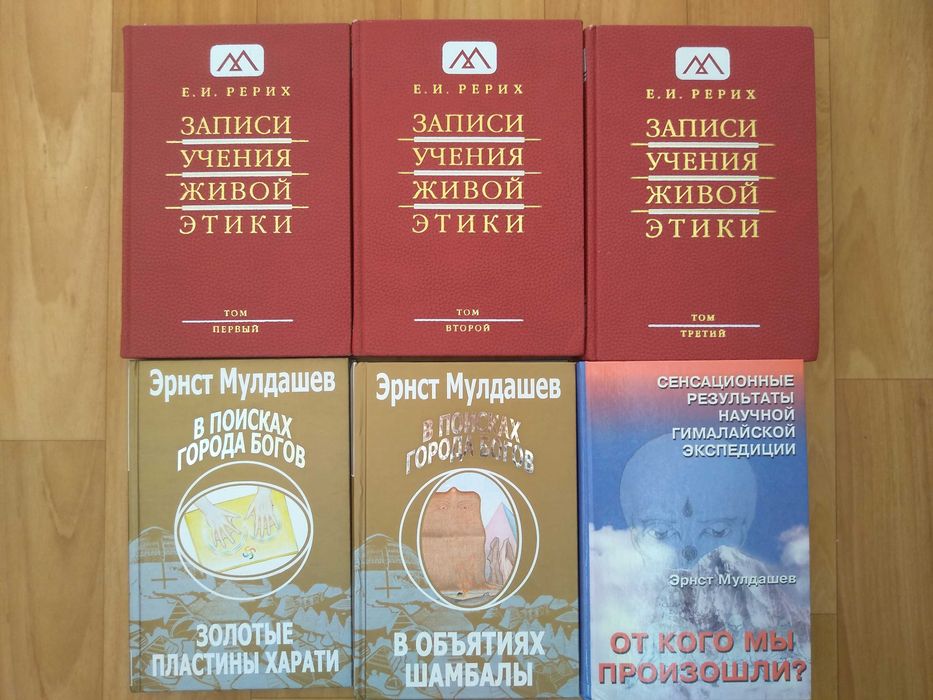 Е. И. РЕРИХ
ЗАПИСИ
УЧЕНИЯ
ЖИВОЙ
ЭТИКИ
ТОМ
ПЕРВЫЙ
Е. И. РЕРИХ
ЗАПИСИ
УЧЕНИЯ
ЖИВОЙ
ЭТИКИ
ТОМ
ВТОРОЙ
Е. И. РЕРИХ
ЗАПИСИ
УЧЕНИЯ
ЖИВОЙ
ЭТИКИ
ТОМ
ТРЕТИЙ
Эрнст Мулдашев
В ПОИСКАХ
ГОРОДА БОГОВ
ЗОЛОТЫЕ
ПЛАСТИНЫ ХАРАТИ
Эрнст Мулдашев
В ПОИСКАХ
ГОРОДА БОГОВ
В ОБЪЯТИЯХ
ШАМБАЛЫ
СЕНСАЦИОННЫЕ
РЕЗУЛЬТАТЫ
НАУЧНОЙ
ГИМАЛАЙСКОЙ
ЭКСПЕДИЦИИ
Эрнст Мулдашев
ОТ КОГО МЫ
ПРОИЗОШЛИ?